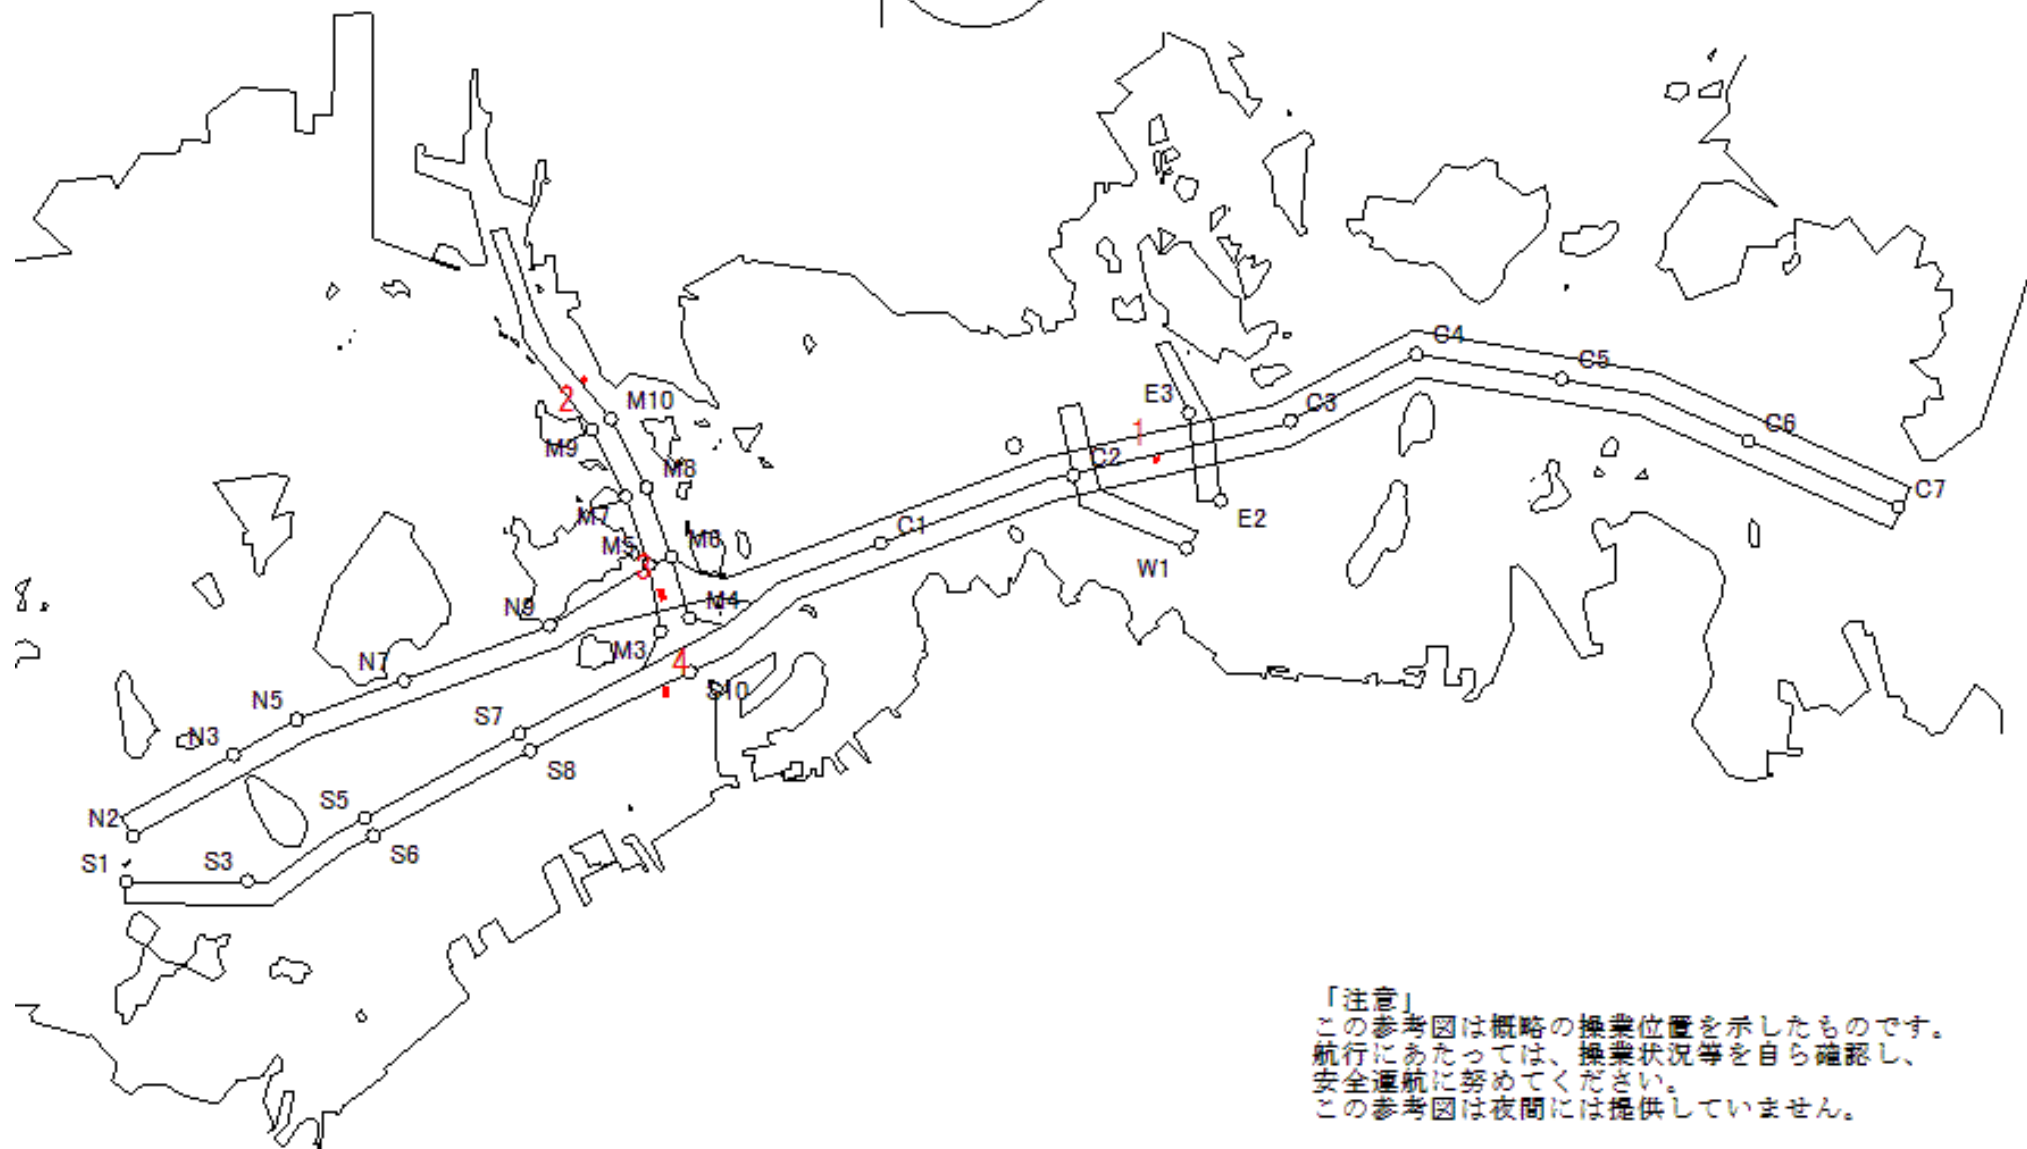 C4
C5
E3
C3
M10
2
1
C6
M9
C2
M8
C7
M7
E2
C1
M6
M5
3
W1
N9
M4
M3
4
N7
S10
N5
S7
N3
S8
S5
N2
S6
S1
S3
「注意」
この参考図は概略の操業位置を示したものです。
航行にあたっては、操業状況等を自ら確認し、
安全運航に努めてください。
この参考図は夜間には提供していません。